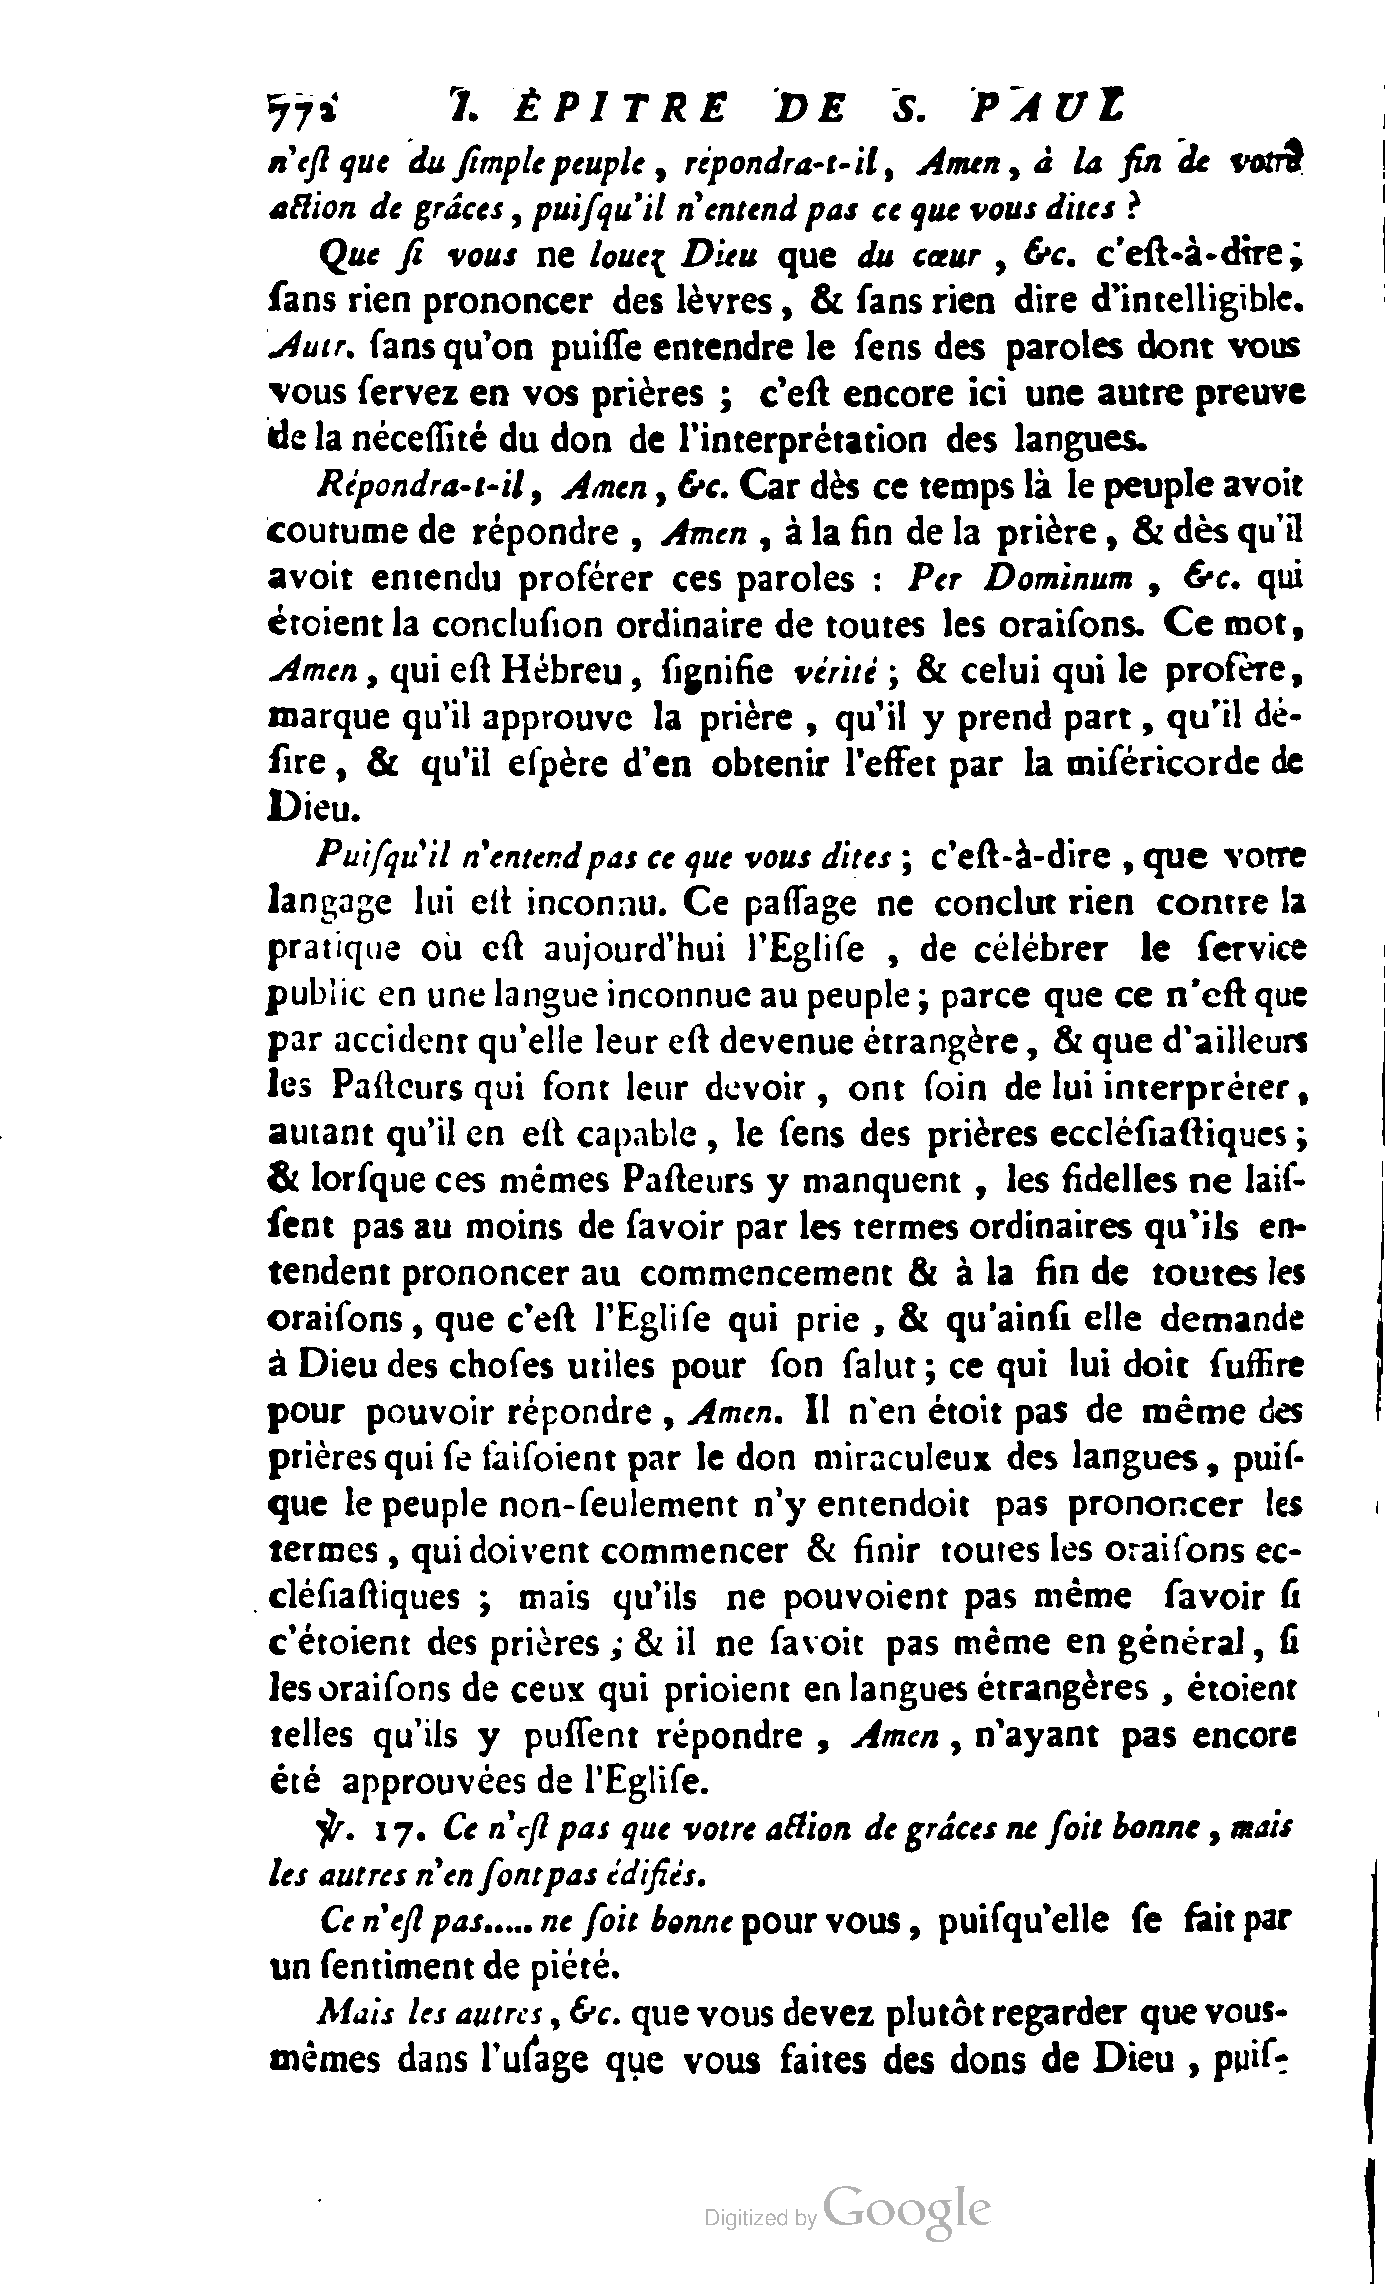 772 I. ÉPITRE DE S. PAUL
n'eſt que du ſimple peuple, répondra-t-il, Amen, à la fin de votre
action de grâces, puiſqu'il n'entend pas ce que vous dites?
Que ſi vous ne louez Dieu que du cœur, &c. c'eſt-à-dire;
ſans rien prononcer des lèvres, & ſans rien dire d'intelligible.
Autr. ſans qu'on puiſſe entendre le ſens des paroles dont vous
vous ſervez en vos prières; c'eſt encore ici une autre preuve
de la néceſſité du don de l'interprétation des langues.
Répondra-t-il, Amen, &c. Car dès ce temps là le peuple avoit
coutume de répondre, Amen, à la fin de la prière, & dès qu'il
avoit entendu proférer ces paroles : Per Dominum, &c. qui
étoient la concluſion ordinaire de toutes les oraiſons. Ce mot,
Amen, qui eſt Hébreu, ſignifie vérité; & celui qui le profère,
marque qu'il approuve la prière, qu'il y prend part, qu'il dé-
ſire, & qu'il eſpère d'en obtenir l'effet par la miſéricorde de
Dieu.
Puiſqu'il n'entend pas ce que vous dites; c'eſt-à-dire, que votre
langage lui eſt inconnu. Ce paſſage ne conclut rien contre la
pratique où eſt aujourd'hui l'Egliſe, de célébrer le ſervice
public en une langue inconnue au peuple; parce que ce n'eſt que
par accident qu'elle leur eſt devenue étrangère, & que d'ailleurs
les Paſteurs qui font leur devoir, ont ſoin de lui interpréter,
autant qu'il en eſt capable, le ſens des prières eccléſiaſtiques;
& lorſque ces mêmes Paſteurs y manquent, les fidelles ne laiſ-
ſent pas au moins de ſavoir par les termes ordinaires qu'ils en-
tendent prononcer au commencement & à la fin de toutes les
oraiſons, que c'eſt l'Egliſe qui prie, & qu'ainſi elle demande
à Dieu des choſes utiles pour ſon ſalut; ce qui lui doit ſuffire
pour pouvoir répondre, Amen. Il n'en étoit pas de même des
prières qui ſe faiſoient par le don miraculeux des langues, puiſ-
que le peuple non-ſeulement n'y entendoit pas prononcer les
termes, qui doivent commencer & finir toutes les oraiſons ec-
cléſiaſtiques; mais qu'ils ne pouvoient pas même ſavoir ſi
c'étoient des prières; & il ne ſavoit pas même en général, ſi
les oraiſons de ceux qui prioient en langues étrangères, étoient
telles qu'ils y puſſent répondre, Amen, n'ayant pas encore
été approuvées de l'Egliſe.
℣. 17. Ce n'eſt pas que votre action de grâces ne ſoit bonne, mais
les autres n'en ſont pas édifiés.
Ce n'eſt pas..... ne ſoit bonne pour vous, puiſqu'elle ſe fait par
un ſentiment de piété.
Mais les autres, &c. que vous devez plutôt regarder que vous-
mêmes dans l'uſage que vous faites des dons de Dieu, puiſ-
Digitized by Google